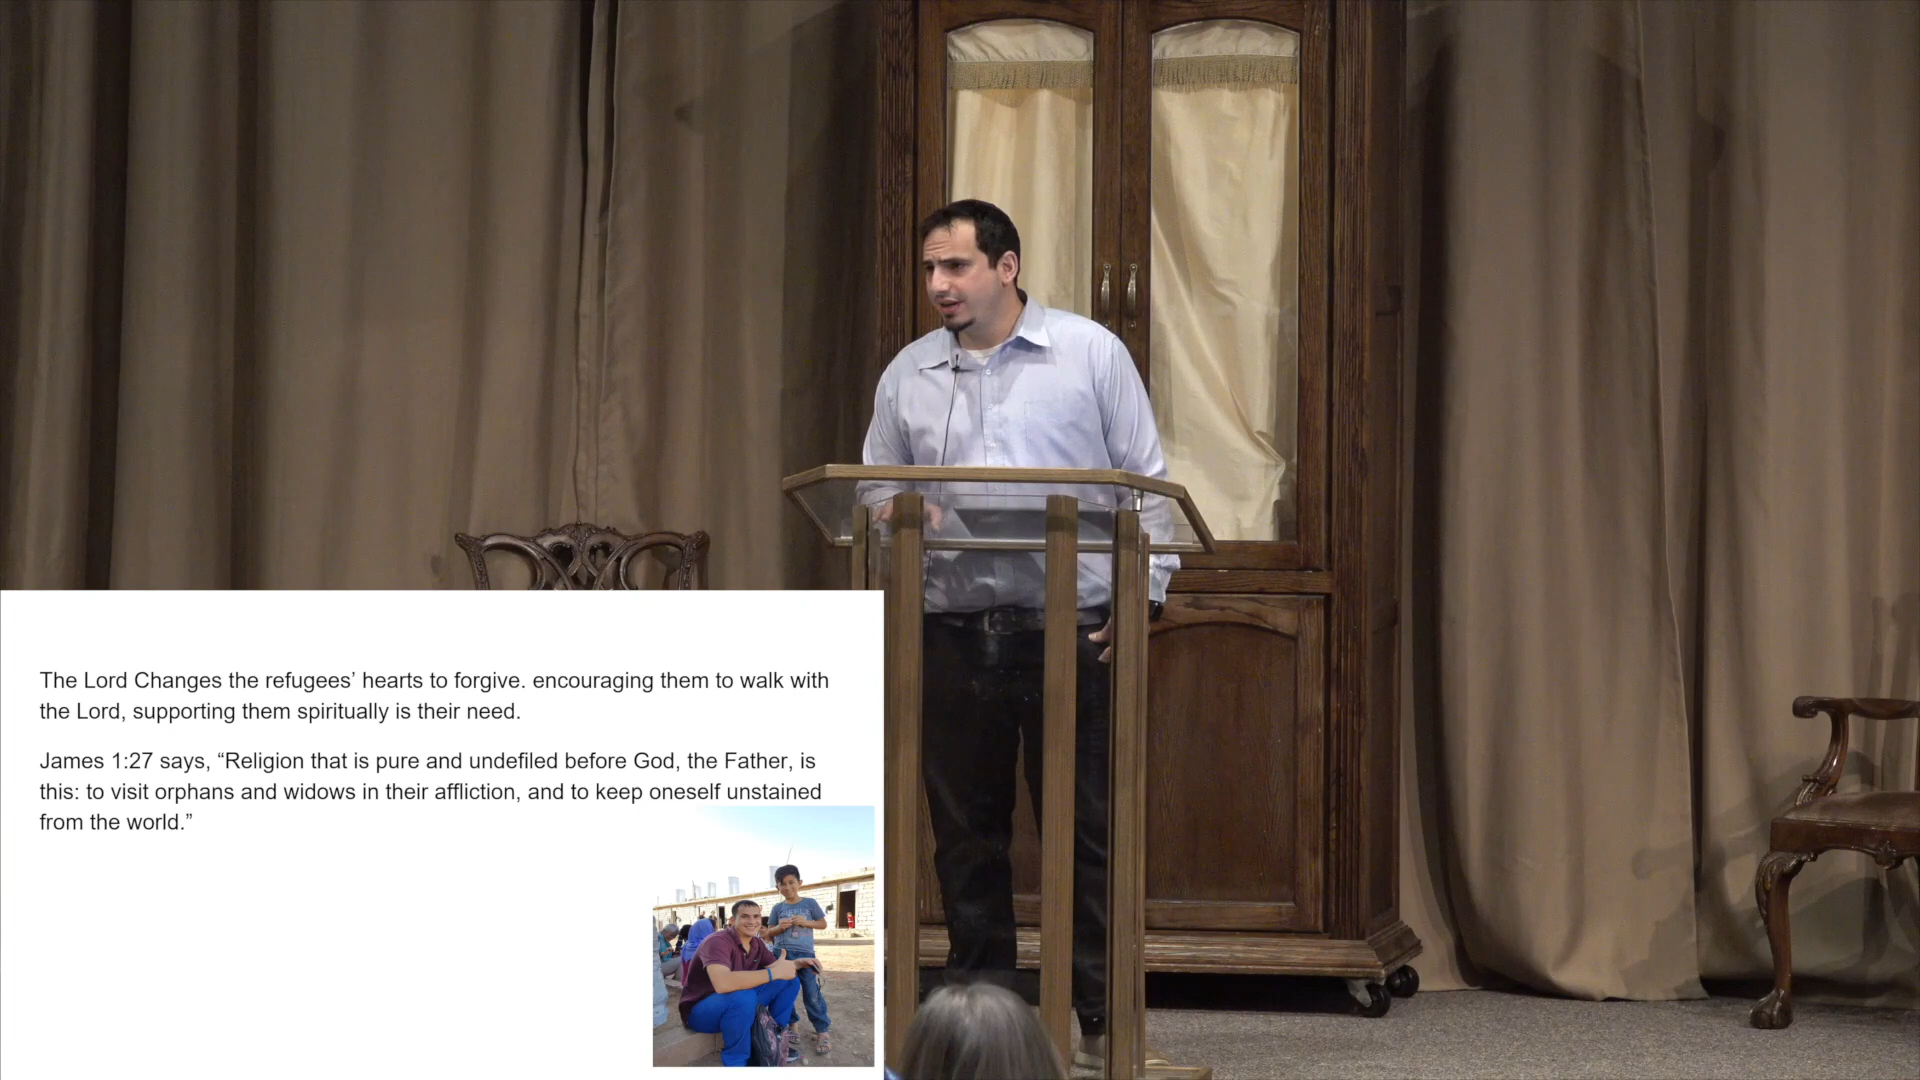 The Lord Changes the refugees’ hearts to forgive. encouraging them to walk with
the Lord, supporting them spiritually is their need.
James 1:27 says, “Religion that is pure and undefiled before God, the Father, is
this: to visit orphans and widows in their affliction, and to keep oneself unstained
from the world.”